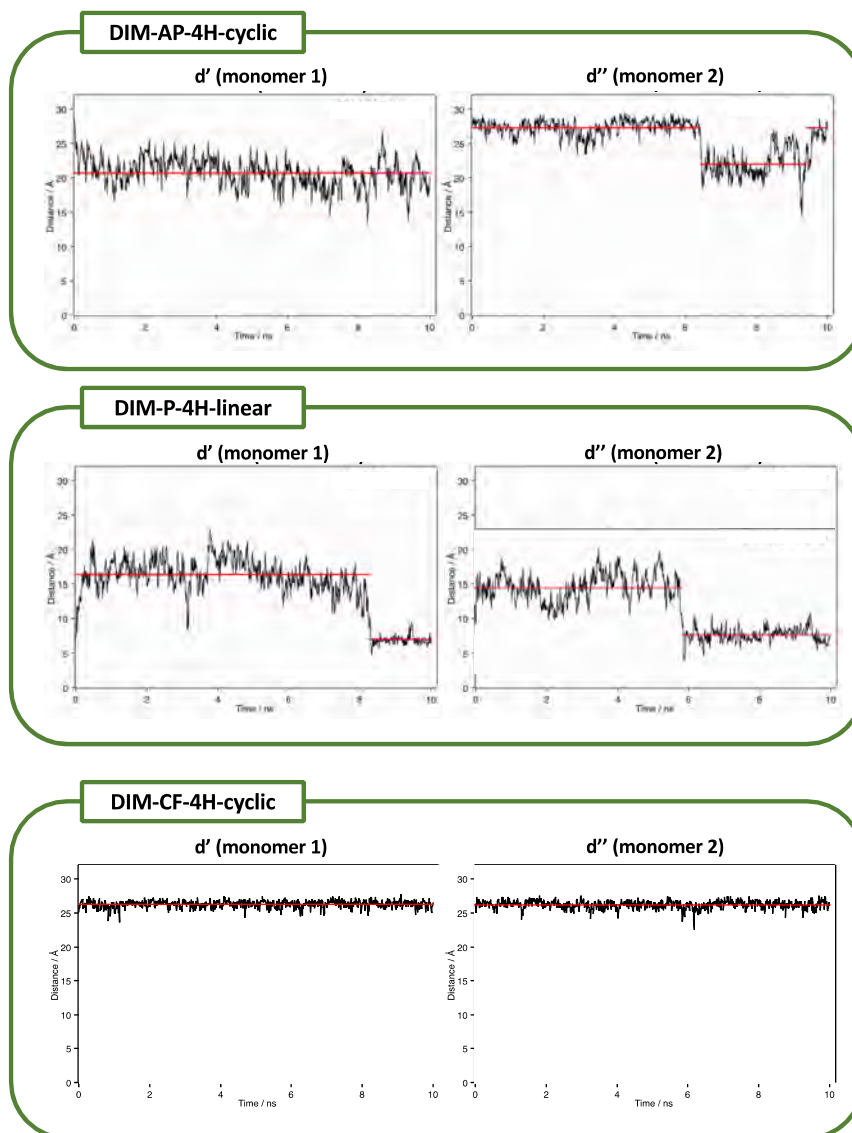 DIM-AP-4H-cyclic
d’ (monomer 1)
d’’ (monomer 2)
30
25
20
15
10
5
0
Distance / Å
0 2 4 6 8 10
Time / ns
30
25
20
15
10
5
0
Distance / Å
0 2 4 6 8 10
Time / ns
DIM-P-4H-linear
d’ (monomer 1)
d’’ (monomer 2)
30
25
20
15
10
5
0
Distance / Å
0 2 4 6 8 10
Time / ns
30
25
20
15
10
5
0
Distance / Å
0 2 4 6 8 10
Time / ns
DIM-CF-4H-cyclic
d’ (monomer 1)
d’’ (monomer 2)
30
25
20
15
10
5
0
Distance / Å
0 2 4 6 8 10
Time / ns
30
25
20
15
10
5
0
Distance / Å
0 2 4 6 8 10
Time / ns